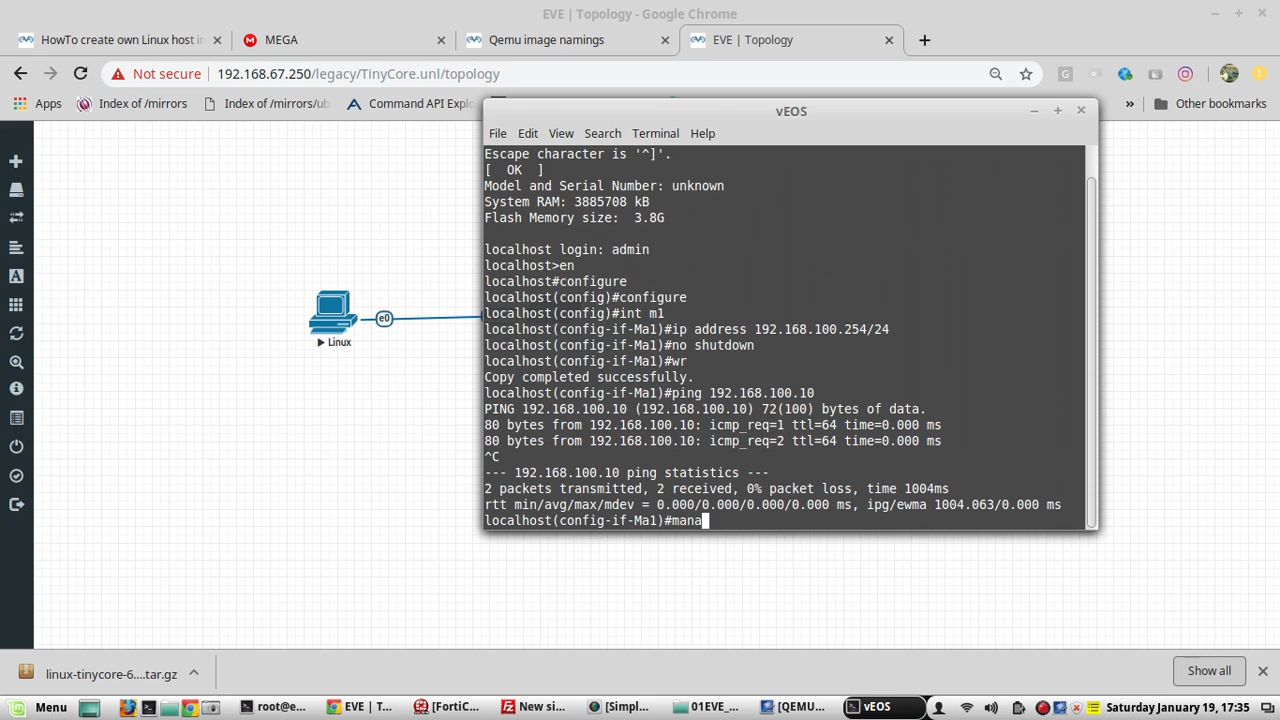 EVE | Topology - Google Chrome
HowTo create own Linux host in
MEGA
Qemu image namings
EVE | Topology
Not secure
192.168.67.250/legacy/TinyCore.unl/topology
Apps
Index of /mirrors
Index of /mirrors/ub
Command API Explo
Other bookmarks
vEOS
File Edit View Search Terminal Help
Escape character is '^]'.
[  OK  ]
Model and Serial Number: unknown
System RAM: 3885708 kB
Flash Memory size:  3.8G
localhost login: admin
localhost>en
localhost#configure
localhost(config)#configure
localhost(config)#int m1
localhost(config-if-Ma1)#ip address 192.168.100.254/24
localhost(config-if-Ma1)#no shutdown
localhost(config-if-Ma1)#wr
Copy completed successfully.
localhost(config-if-Ma1)#ping 192.168.100.10
PING 192.168.100.10 (192.168.100.10) 72(100) bytes of data.
80 bytes from 192.168.100.10: icmp_req=1 ttl=64 time=0.000 ms
80 bytes from 192.168.100.10: icmp_req=2 ttl=64 time=0.000 ms
^C
--- 192.168.100.10 ping statistics ---
2 packets transmitted, 2 received, 0% packet loss, time 1004ms
rtt min/avg/max/mdev = 0.000/0.000/0.000/0.000 ms, ipg/ewma 1004.063/0.000 ms
localhost(config-if-Ma1)#mana
e0
Linux
linux-tinycore-6....tar.gz
Show all
Menu
root@e...
EVE | T...
[FortiC...
New si...
[Simpl...
01EVE_...
[QEMU...
vEOS
Saturday January 19, 17:35